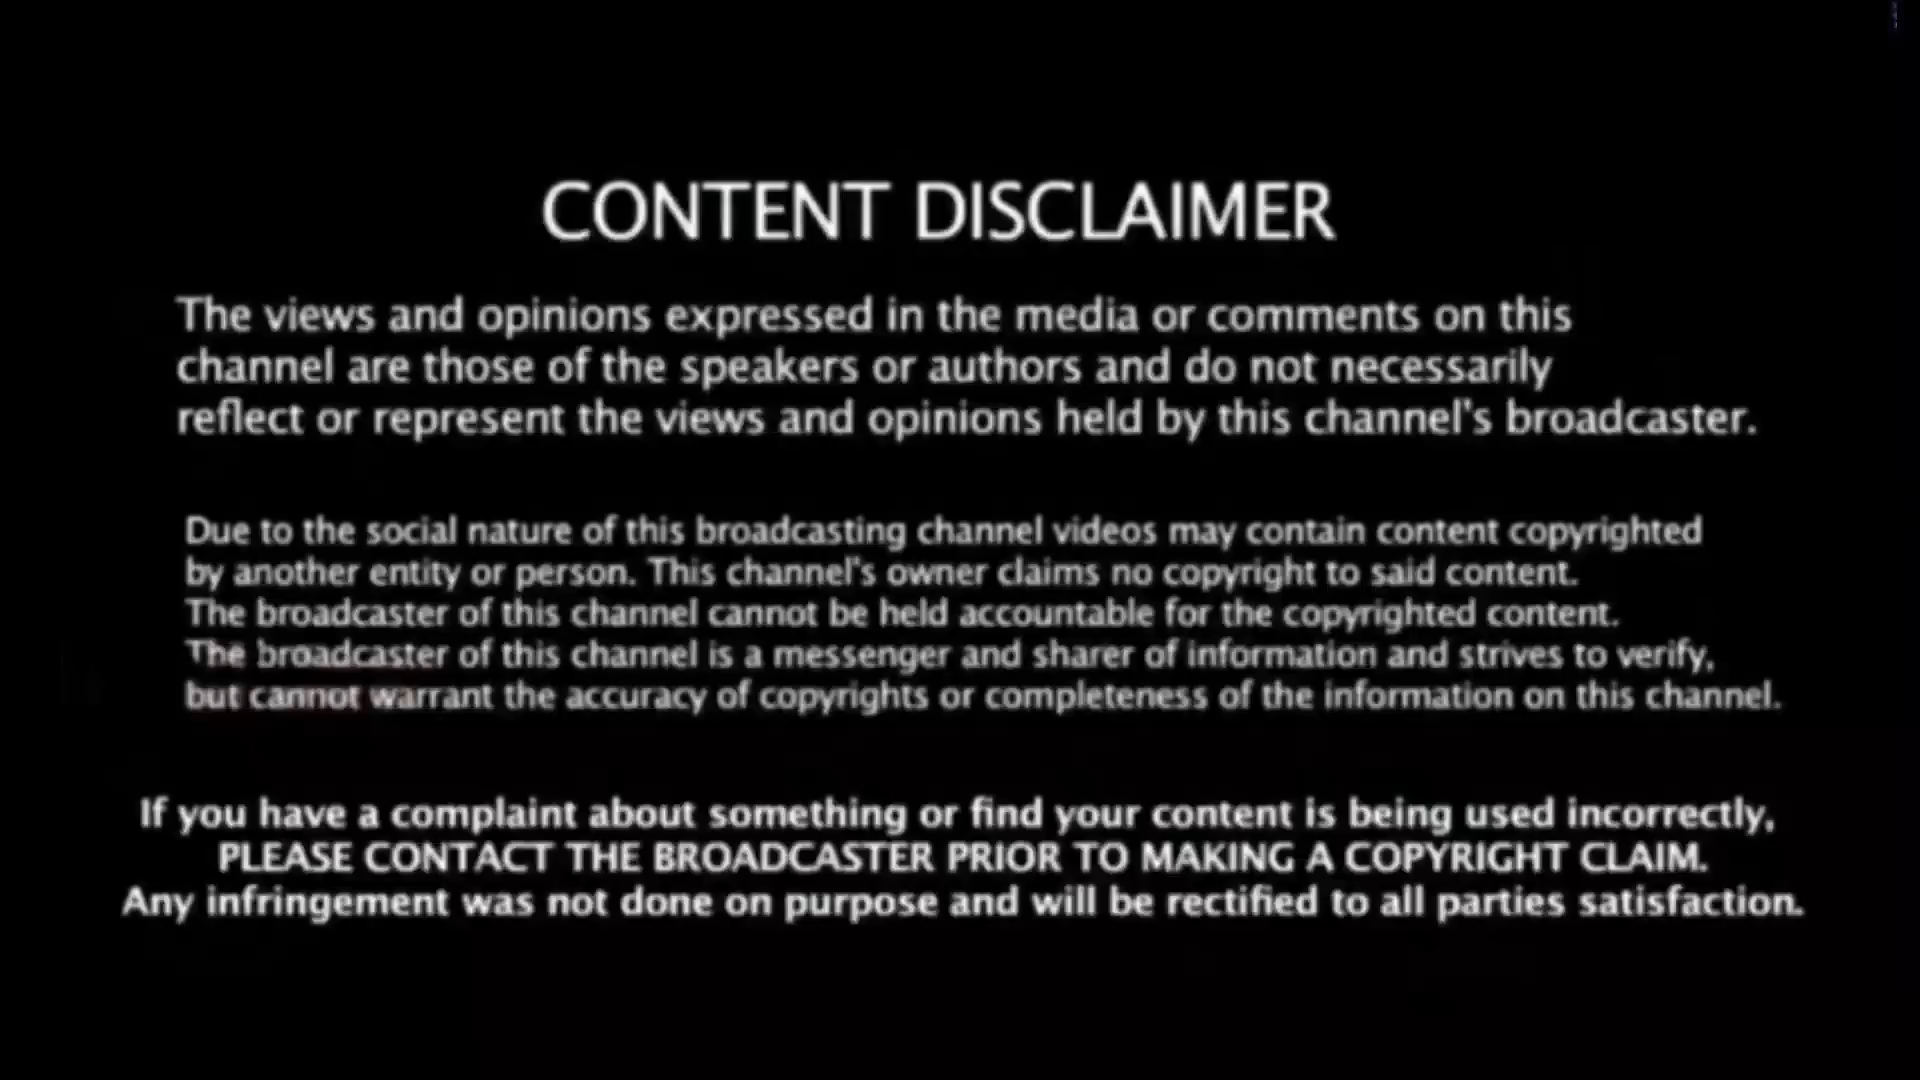 CONTENT DISCLAIMER
The views and opinions expressed in the media or comments on this
channel are those of the speakers or authors and do not necessarily
reflect or represent the views and opinions held by this channel's broadcaster.
Due to the social nature of this broadcasting channel videos may contain content copyrighted
by another entity or person. This channel's owner claims no copyright to said content.
The broadcaster of this channel cannot be held accountable for the copyrighted content.
The broadcaster of this channel is a messenger and sharer of information and strives to verify,
but cannot warrant the accuracy of copyrights or completeness of the information on this channel.
If you have a complaint about something or find your content is being used incorrectly,
PLEASE CONTACT THE BROADCASTER PRIOR TO MAKING A COPYRIGHT CLAIM.
Any infringement was not done on purpose and will be rectified to all parties satisfaction.